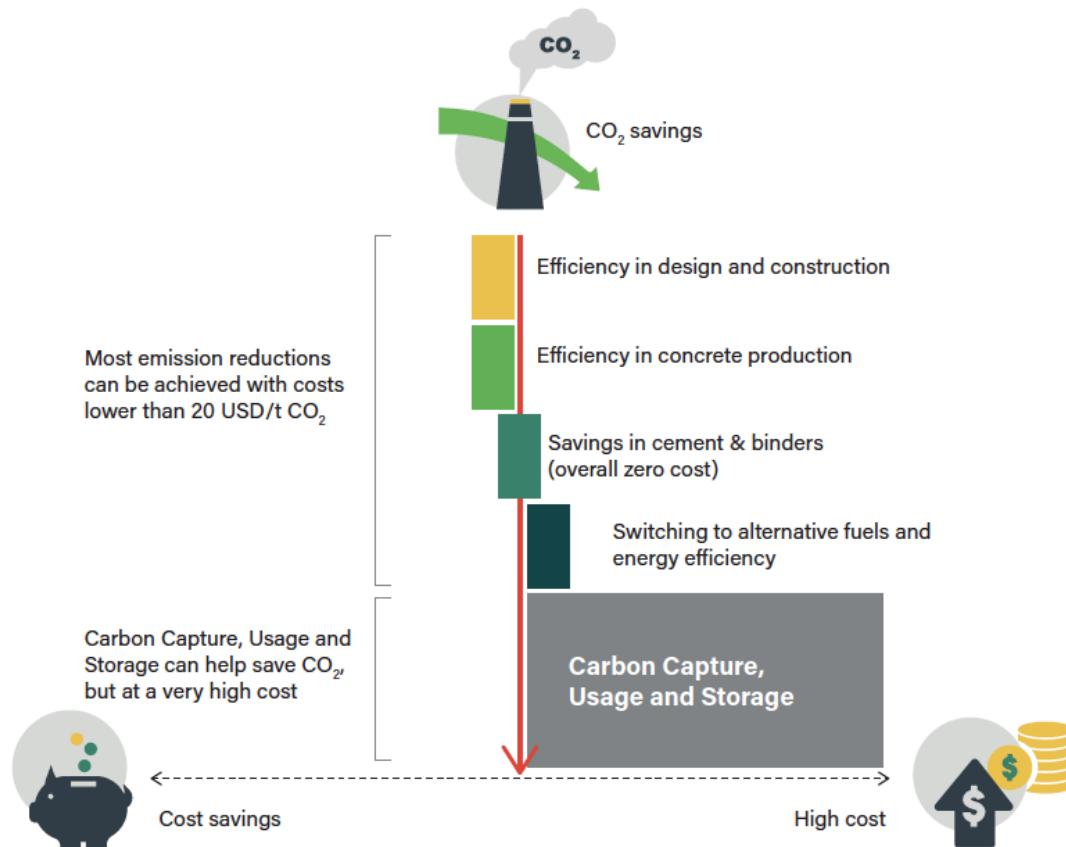 CO₂
CO₂ savings
Efficiency in design and construction
Efficiency in concrete production
Most emission reductions
can be achieved with costs
lower than 20 USD/t CO₂
Savings in cement & binders
(overall zero cost)
Switching to alternative fuels and
energy efficiency
Carbon Capture, Usage and
Storage can help save CO₂,
but at a very high cost
Carbon Capture,
Usage and Storage
$
$
Cost savings
High cost